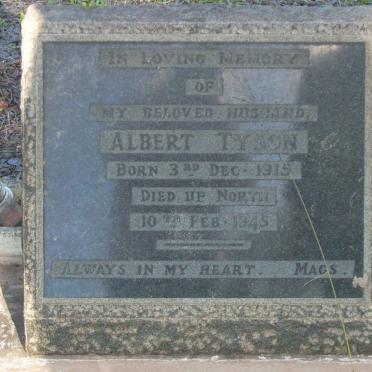 IN LOVING MEMORY
OF
MY BELOVED HUSBAND,
ALBERT TYSON
BORN 3RD DEC. 1915
DIED UP NORTH
10TH FEB. 1945
ALWAYS IN MY HEART. MAGS.